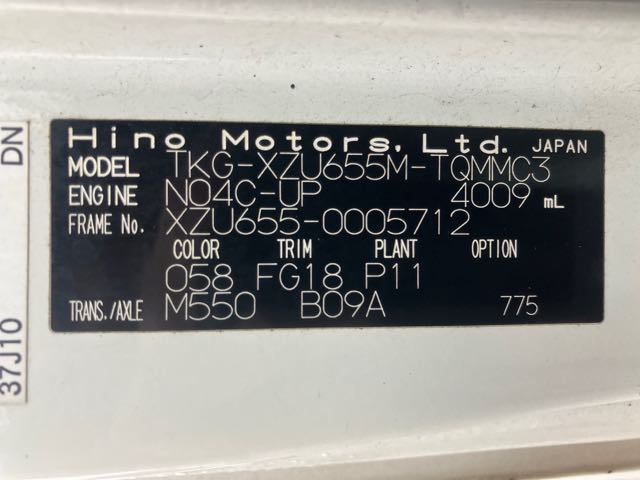 Hino Motors, Ltd. JAPAN
MODEL TKG-XZU655M-TQMMC3
ENGINE N04C-UP 4009 mL
FRAME No. XZU655-0005712
COLOR TRIM PLANT OPTION
058 FG18 P11
TRANS./AXLE M550 B09A 775
37J10 DN